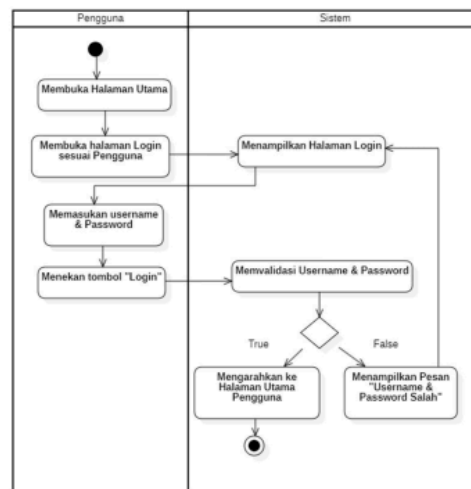 Pengguna
Sistem
Membuka Halaman Utama
Membuka halaman Login
sesuai Pengguna
Menampilkan Halaman Login
Memasukan username
& Password
Menekan tombol "Login"
Memvalidasi Username & Password
True
False
Mengarahkan ke
Halaman Utama
Pengguna
Menampilkan Pesan
"Username &
Password Salah"